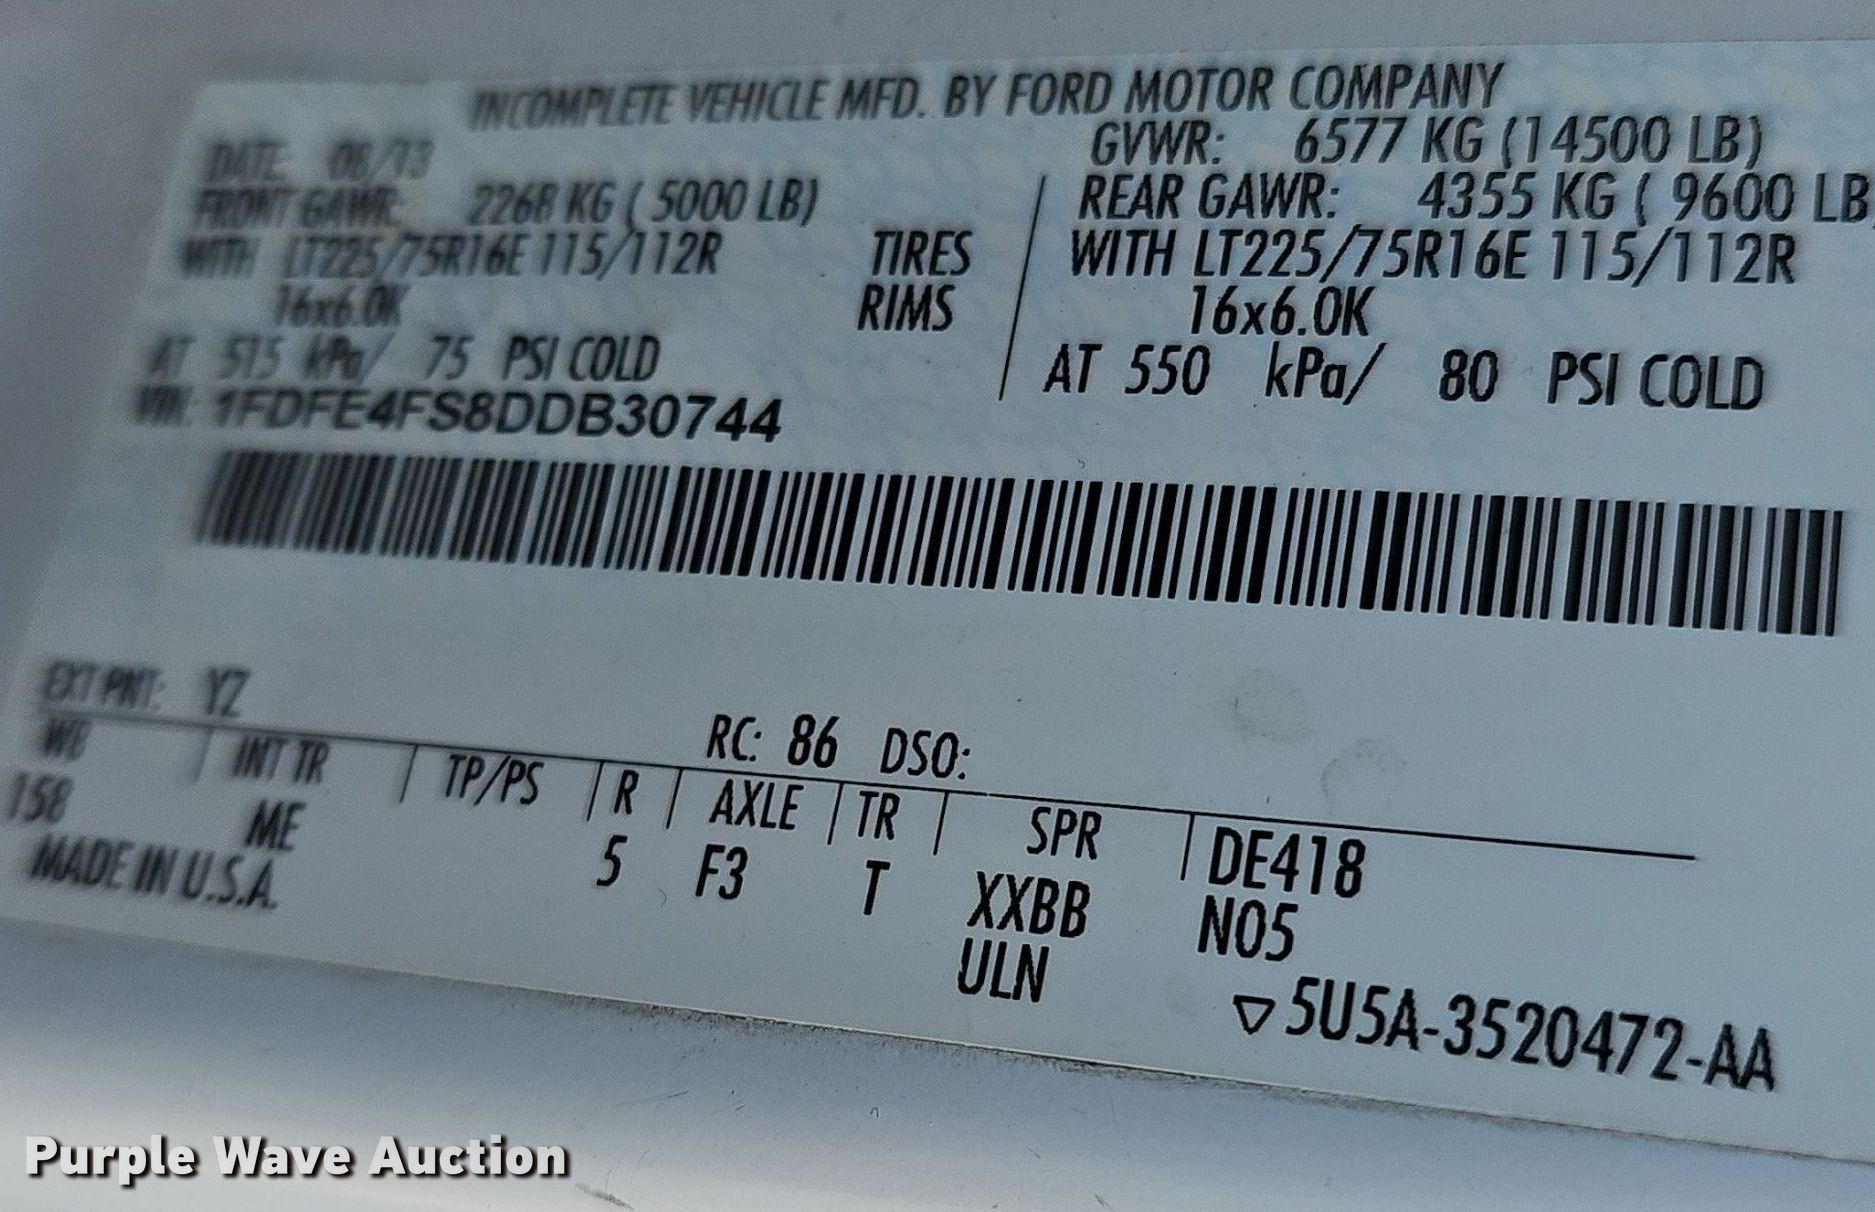 INCOMPLETE VEHICLE MFD. BY FORD MOTOR COMPANY
DATE: 06/13 GVWR: 6577 KG (14500 LB)
FRONT GAWR: 2268 KG ( 5000 LB) REAR GAWR: 4355 KG ( 9600 LB
WITH LT225/75R16E 115/112R TIRES WITH LT225/75R16E 115/112R
16x6.0K RIMS 16x6.0K
AT 515 kPa/ 75 PSI COLD AT 550 kPa/ 80 PSI COLD
VIN: 1FDFE4FS8DDB30744
EXT PNT: YZ RC: 86 DSO:
WB INT TR TP/PS R AXLE TR SPR DE418
158 ME 5 F3 T XXBB N05
MADE IN U.S.A. ULN
▽5U5A-3520472-AA
Purple Wave Auction